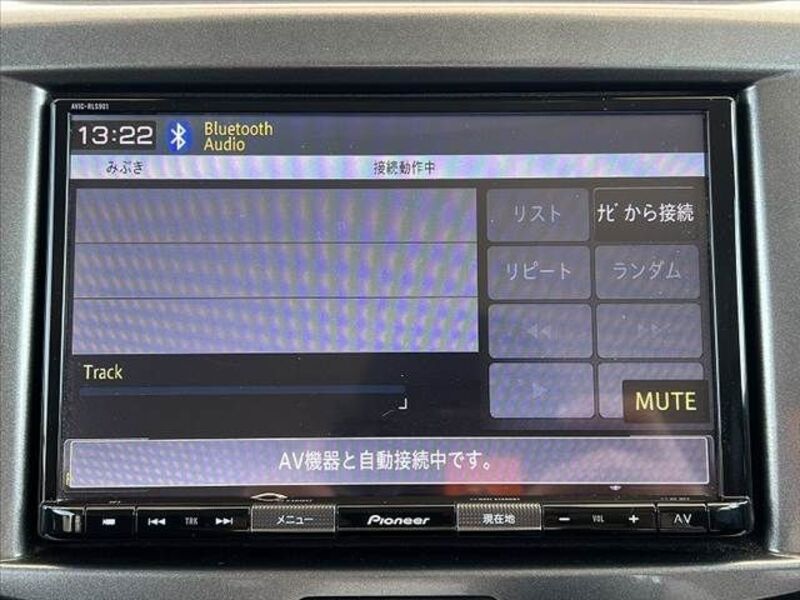 AVIC-RLS901
13:22
Bluetooth
Audio
みぶき
接続動作中
リスト
ナビから接続
リピート
ランダム
Track
MUTE
AV機器と自動接続中です。
TRK
メニュー
Pioneer
現在地
VOL
AV